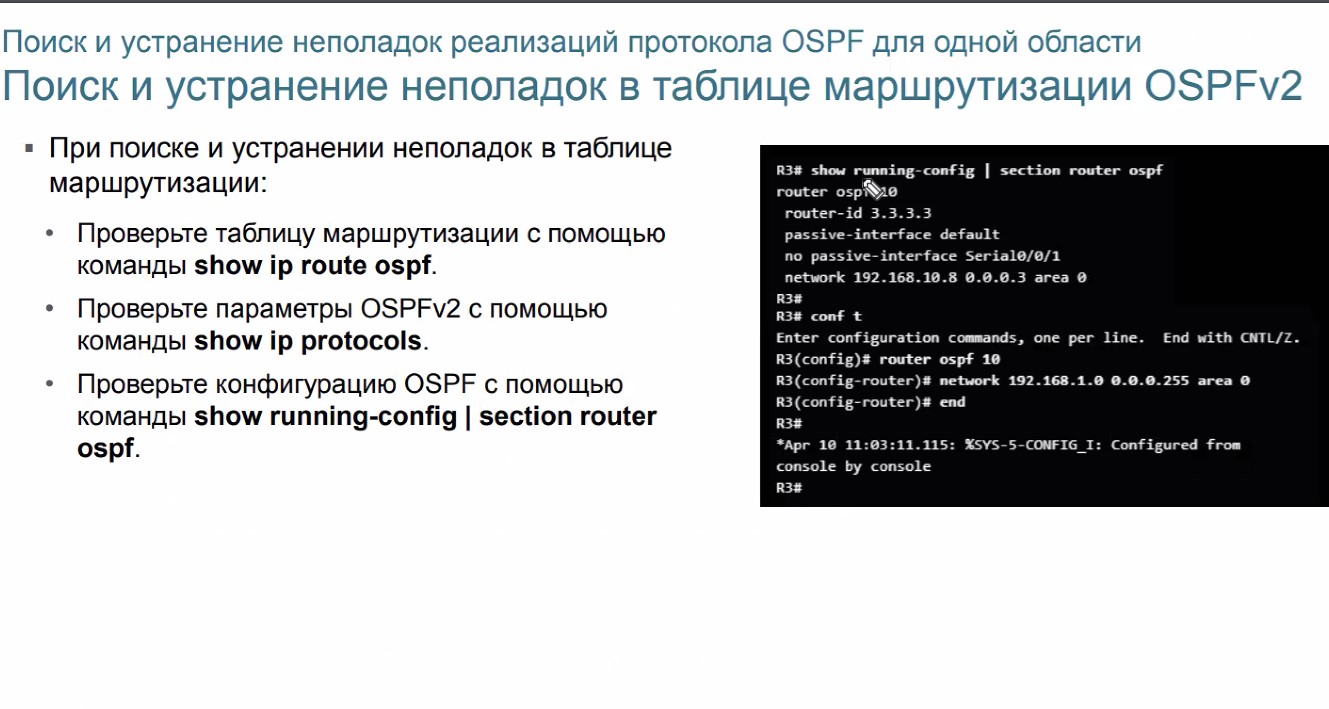 Поиск и устранение неполадок реализаций протокола OSPF для одной области
Поиск и устранение неполадок в таблице маршрутизации OSPFv2
▪ При поиске и устранении неполадок в таблице
маршрутизации:
• Проверьте таблицу маршрутизации с помощью
команды show ip route ospf.
• Проверьте параметры OSPFv2 с помощью
команды show ip protocols.
• Проверьте конфигурацию OSPF с помощью
команды show running-config | section router
ospf.
R3# show running-config | section router ospf
router ospf 10
router-id 3.3.3.3
passive-interface default
no passive-interface Serial0/0/1
network 192.168.10.8 0.0.0.3 area 0
R3#
R3# conf t
Enter configuration commands, one per line. End with CNTL/Z.
R3(config)# router ospf 10
R3(config-router)# network 192.168.1.0 0.0.0.255 area 0
R3(config-router)# end
R3#
*Apr 10 11:03:11.115: %SYS-5-CONFIG_I: Configured from
console by console
R3#